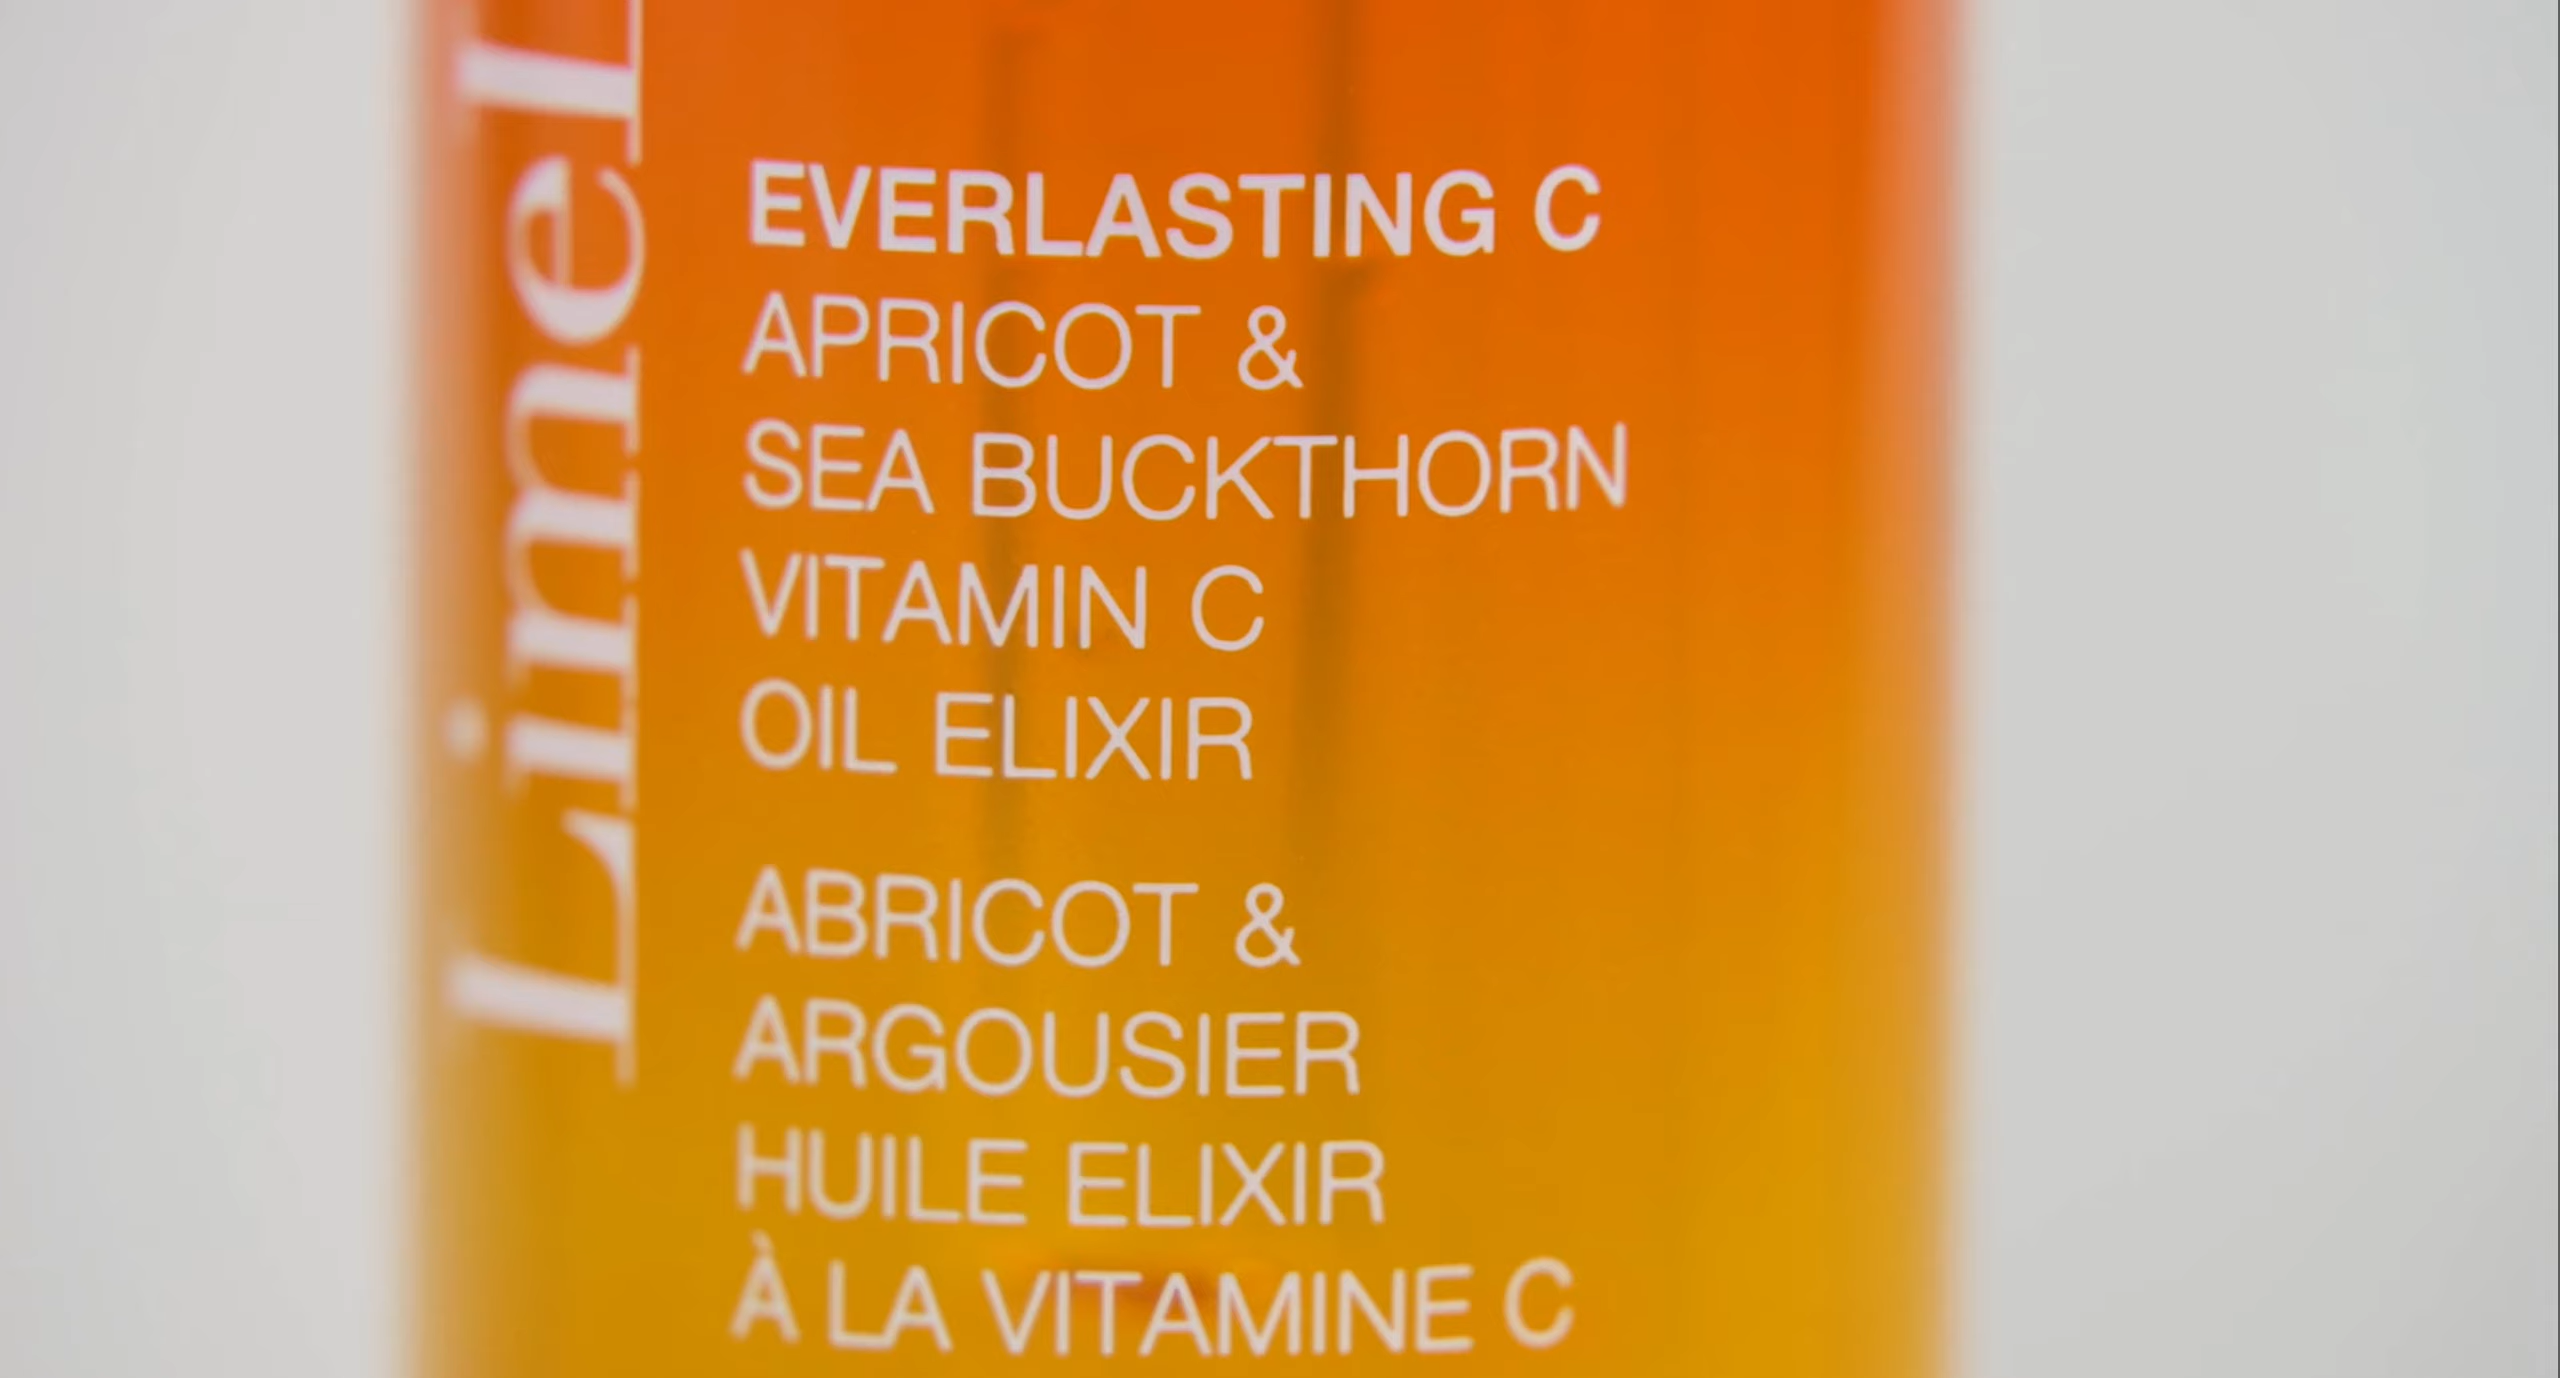 EVERLASTING C
APRICOT &
SEA BUCKTHORN
VITAMIN C
OIL ELIXIR
ABRICOT &
ARGOUSIER
HUILE ELIXIR
À LA VITAMINE C